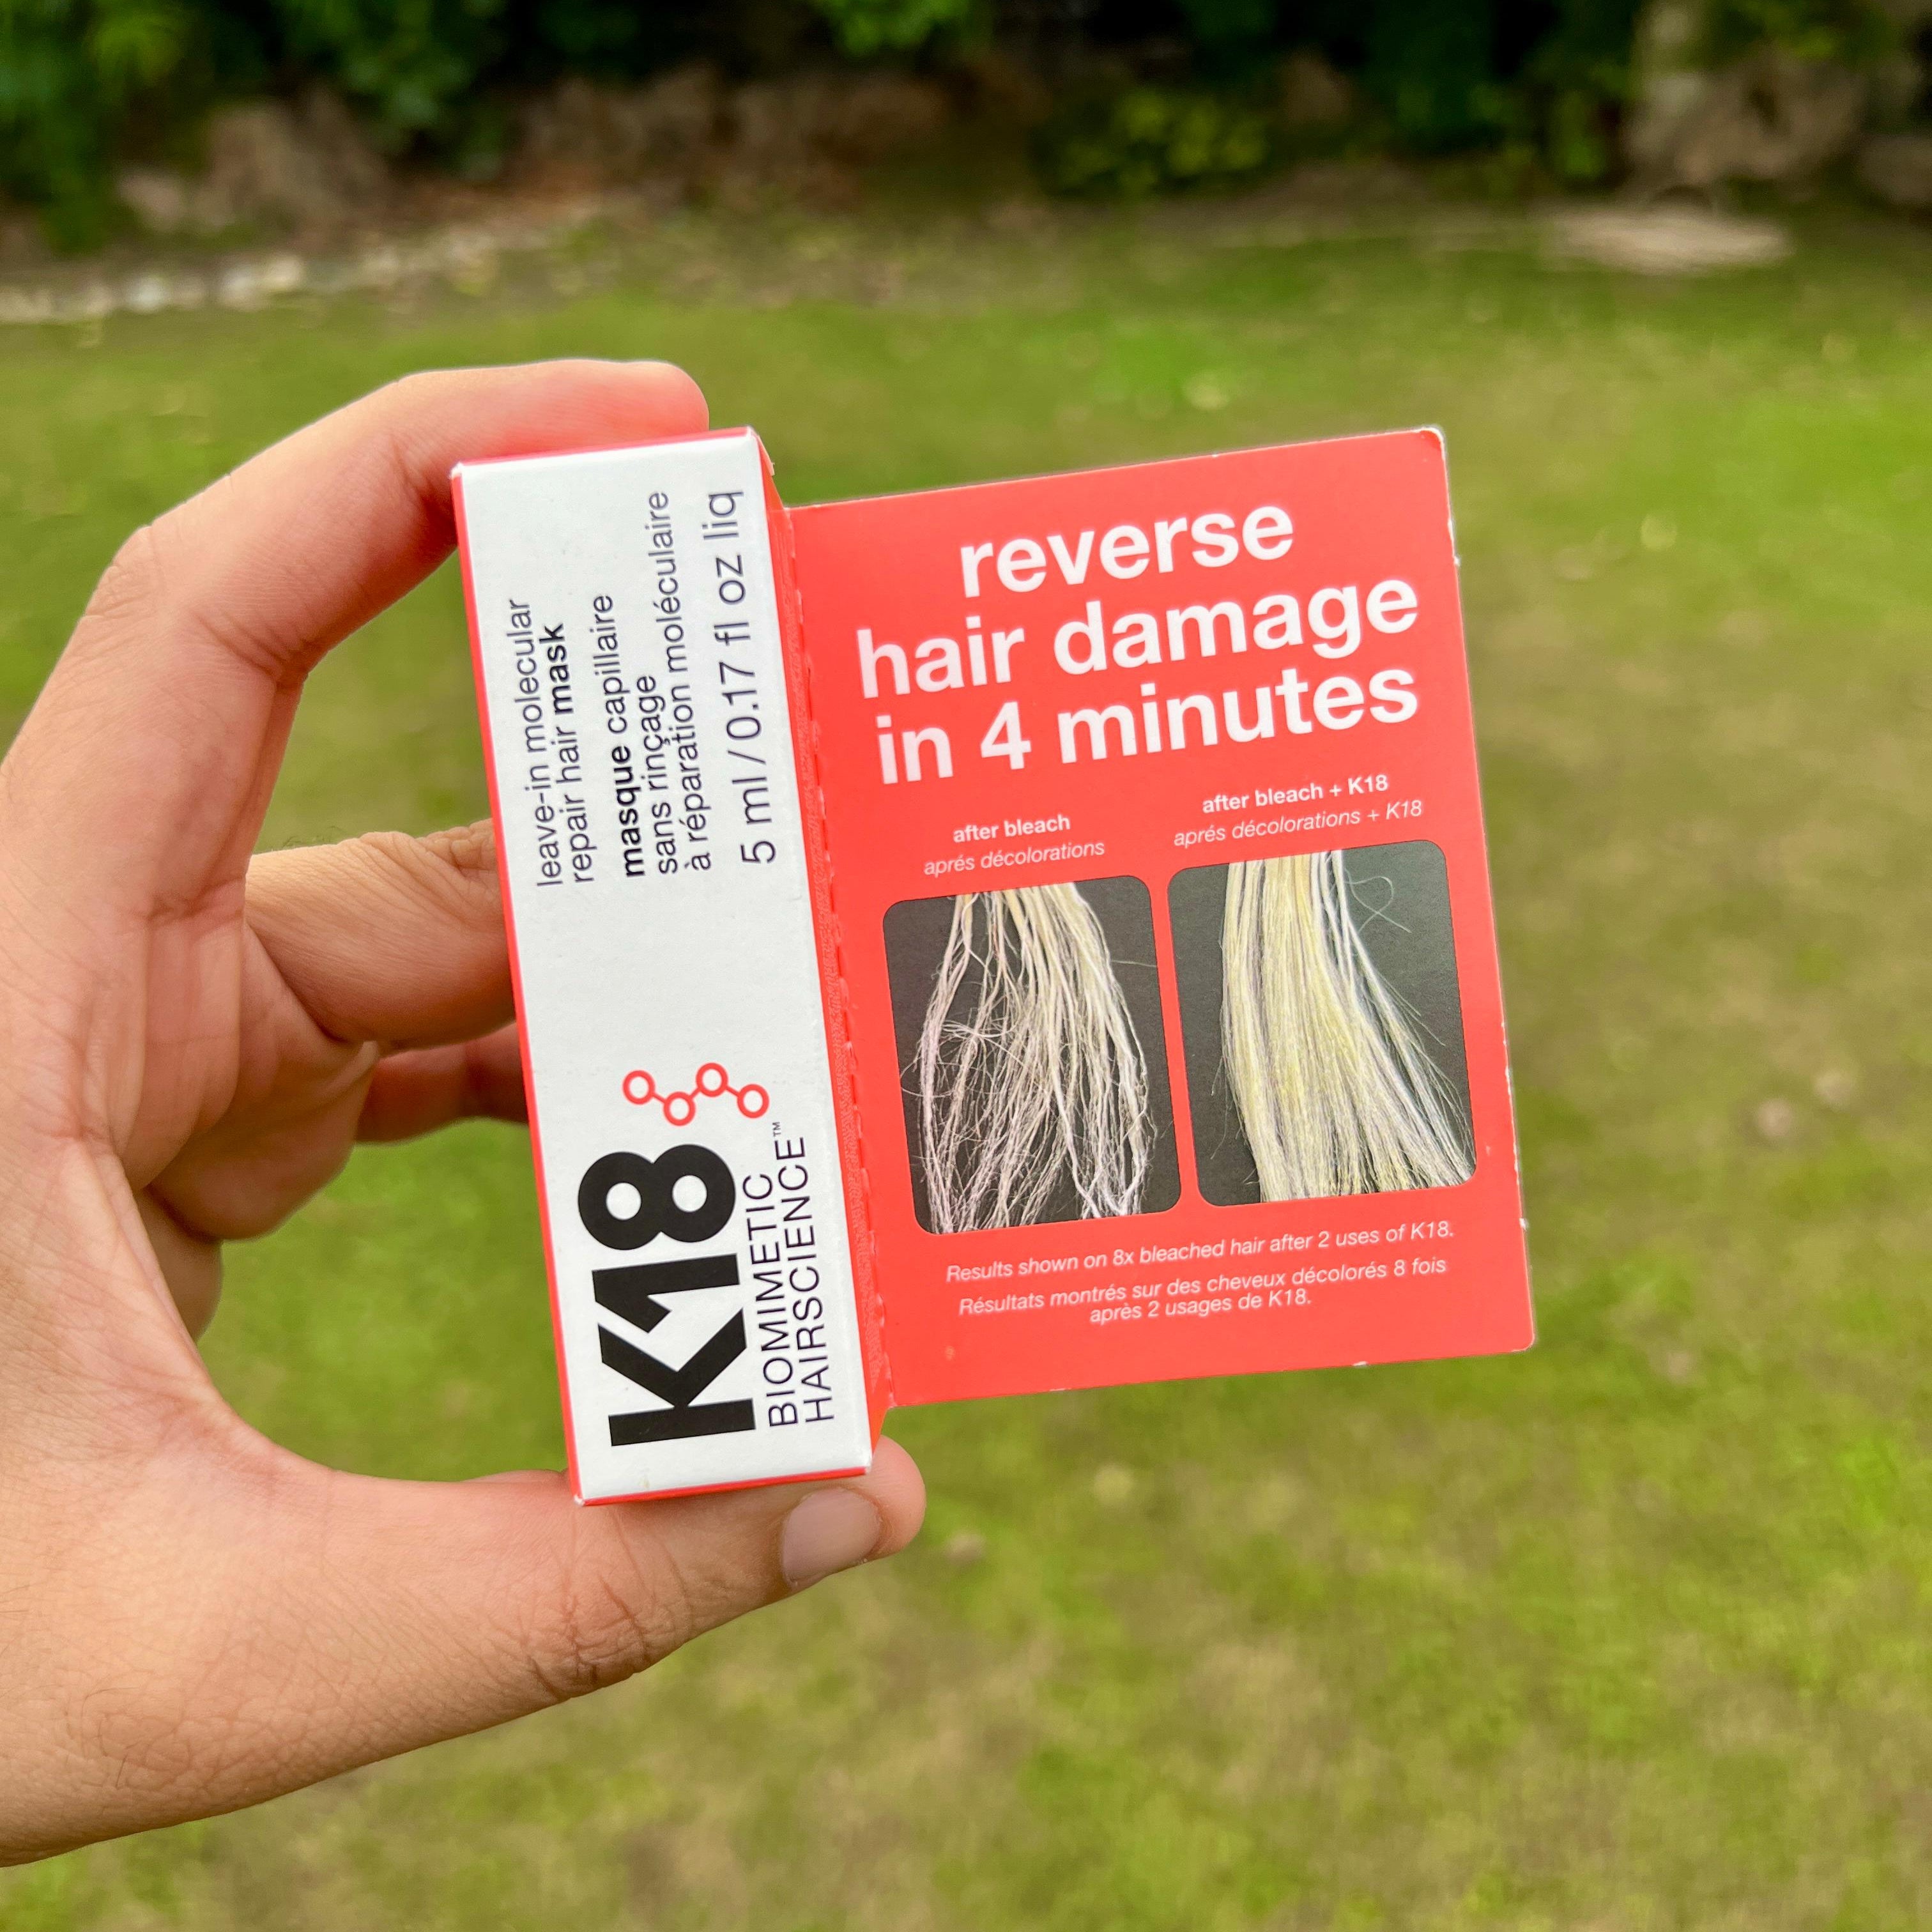 leave-in molecular
repair hair mask
masque capillaire
sans rinçage
à réparation moléculaire
5 ml / 0.17 fl oz liq
K18
BIOMIMETIC
HAIRSCIENCE™
reverse
hair damage
in 4 minutes
after bleach
aprés décolorations
after bleach + K18
aprés décolorations + K18
Results shown on 8x bleached hair after 2 uses of K18.
Résultats montrés sur des cheveux décolorés 8 fois
après 2 usages de K18.